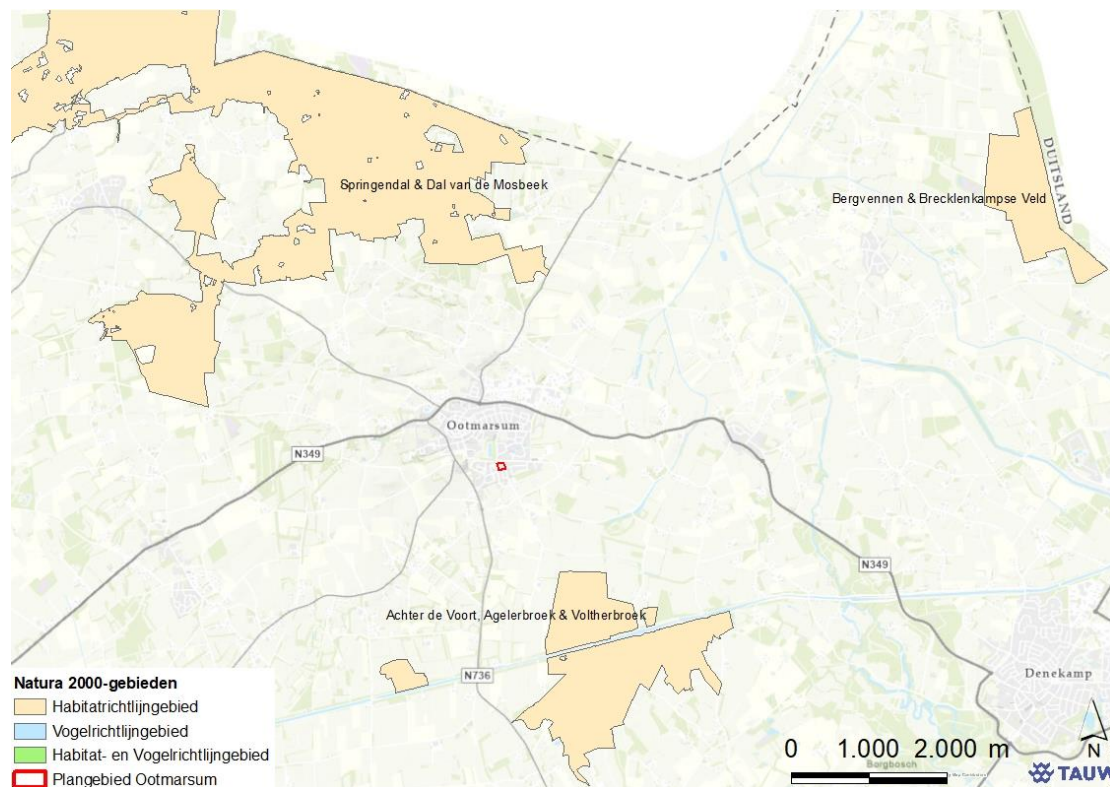 Springendal & Dal van de Mosbeek
Bergvennen & Brecklenkampse Veld
DUITSLAND
Ootmarsum
N349
N349
Achter de Voort, Agelerbroek & Voltherbroek
N736
Denekamp
Natura 2000-gebieden
Habitatrichtlijngebied
Vogelrichtlijngebied
Habitat- en Vogelrichtlijngebied
Plangebied Ootmarsum
0 1.000 2.000 m
N
Borgbosch
TAUW